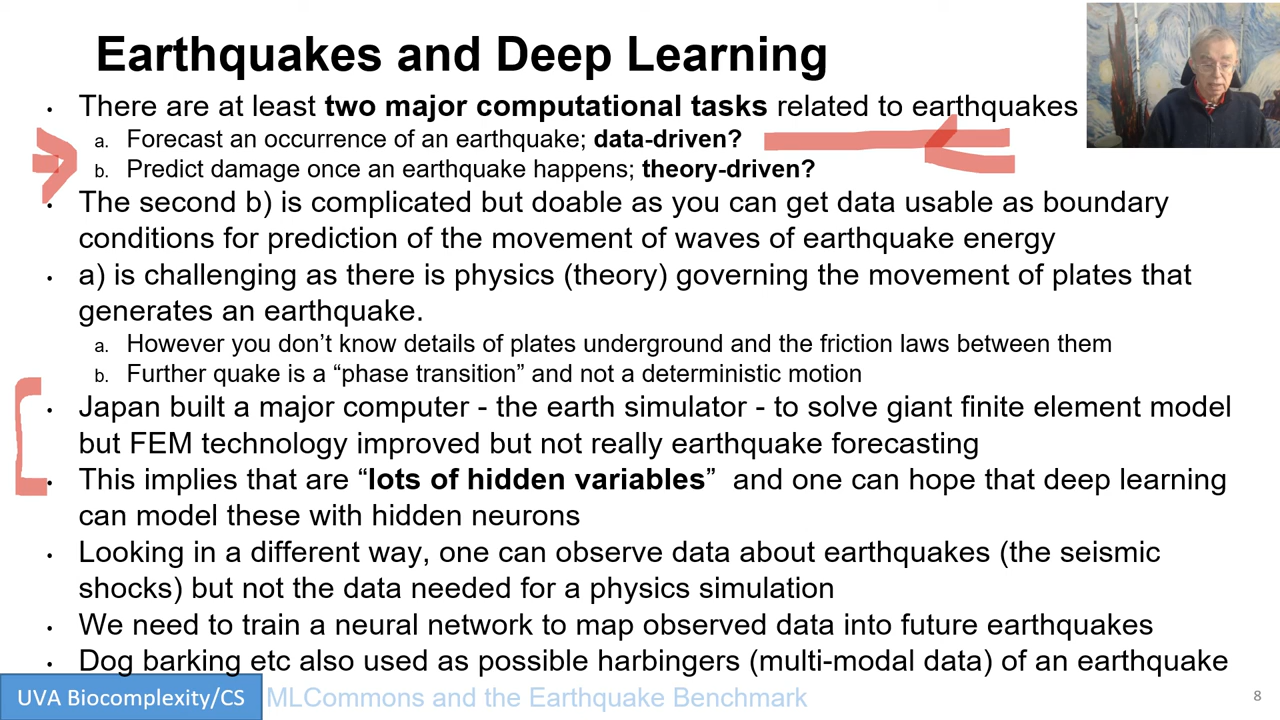 Earthquakes and Deep Learning
• There are at least two major computational tasks related to earthquakes
a. Forecast an occurrence of an earthquake; data-driven?
b. Predict damage once an earthquake happens; theory-driven?
• The second b) is complicated but doable as you can get data usable as boundary
conditions for prediction of the movement of waves of earthquake energy
• a) is challenging as there is physics (theory) governing the movement of plates that
generates an earthquake.
a. However you don’t know details of plates underground and the friction laws between them
b. Further quake is a “phase transition” and not a deterministic motion
• Japan built a major computer - the earth simulator - to solve giant finite element model
but FEM technology improved but not really earthquake forecasting
• This implies that are “lots of hidden variables” and one can hope that deep learning
can model these with hidden neurons
• Looking in a different way, one can observe data about earthquakes (the seismic
shocks) but not the data needed for a physics simulation
• We need to train a neural network to map observed data into future earthquakes
• Dog barking etc also used as possible harbingers (multi-modal data) of an earthquake
UVA Biocomplexity/CS MLCommons and the Earthquake Benchmark 8